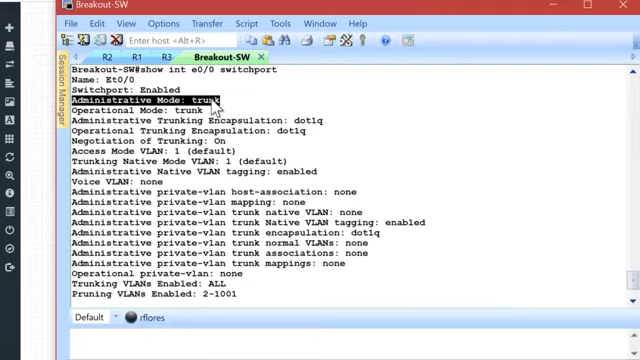 Breakout-SW
File Edit View Options Transfer Script Tools Window Help
Enter host <Alt+R>
R2 R1 R3 Breakout-SW
Session Manager
Breakout-SW#show int e0/0 switchport
Name: Et0/0
Switchport: Enabled
Administrative Mode: trunk
Operational Mode: trunk
Administrative Trunking Encapsulation: dot1q
Operational Trunking Encapsulation: dot1q
Negotiation of Trunking: On
Access Mode VLAN: 1 (default)
Trunking Native Mode VLAN: 1 (default)
Administrative Native VLAN tagging: enabled
Voice VLAN: none
Administrative private-vlan host-association: none
Administrative private-vlan mapping: none
Administrative private-vlan trunk native VLAN: none
Administrative private-vlan trunk Native VLAN tagging: enabled
Administrative private-vlan trunk encapsulation: dot1q
Administrative private-vlan trunk normal VLANs: none
Administrative private-vlan trunk associations: none
Administrative private-vlan trunk mappings: none
Operational private-vlan: none
Trunking VLANs Enabled: ALL
Pruning VLANs Enabled: 2-1001
Default rflores